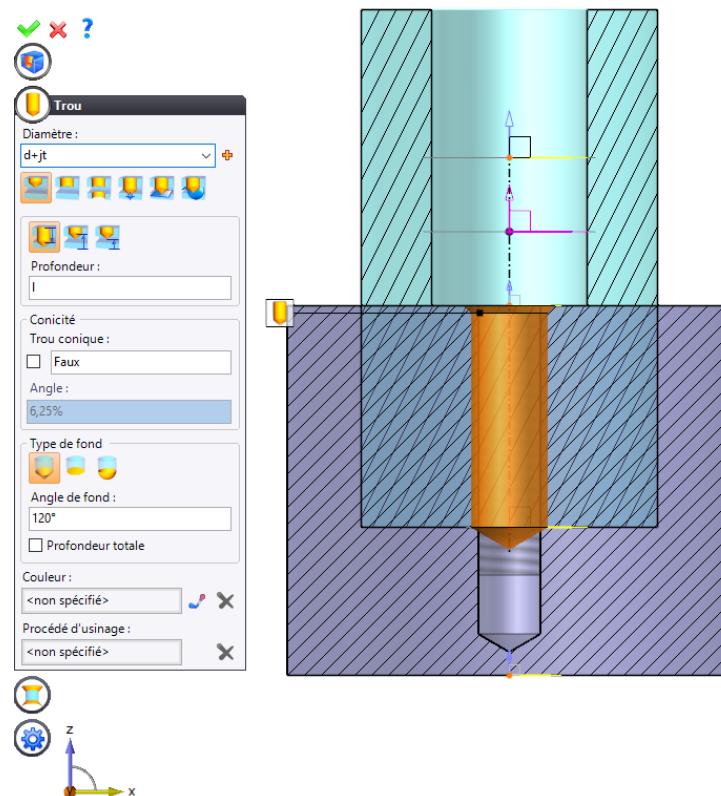 ?
Trou
Diamètre :
d+jt
Profondeur :
l
Conicité
Trou conique :
Faux
Angle :
6,25%
Type de fond
Angle de fond :
120°
Profondeur totale
Couleur :
<non spécifié>
Procédé d'usinage :
<non spécifié>
z
Y
x